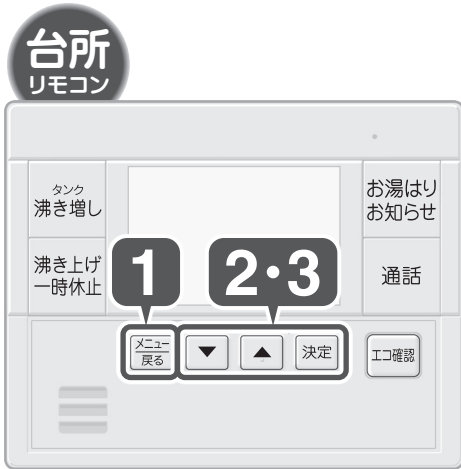 台所
リモコン
タンク
沸き増し
お湯はり
お知らせ
沸き上げ
一時休止
1
2・3
通話
メニュー
戻る
▼
▲
決定
エコ確認